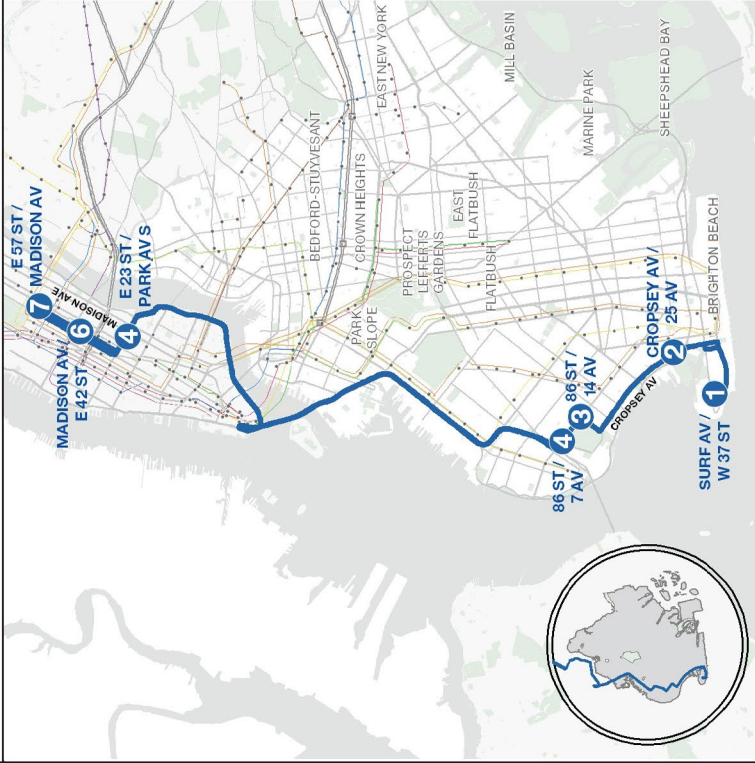 E 57 ST /
MADISON AV
7
MADISON AVE
6
MADISON AV /
E 42 ST
E 23 ST /
PARK AV S
4
BEDFORD-STUYVESANT
EAST NEW YORK
CROWN HEIGHTS
PARK
SLOPE
PROSPECT
LEFFERTS
GARDENS
EAST
FLATBUSH
FLATBUSH
MILL BASIN
MARINE PARK
SHEEPSHEAD BAY
86 ST /
7 AV
4
3
86 ST /
14 AV
CROPSEY AV
CROPSEY AV /
25 AV
2
BRIGHTON BEACH
1
SURF AV /
W 37 ST